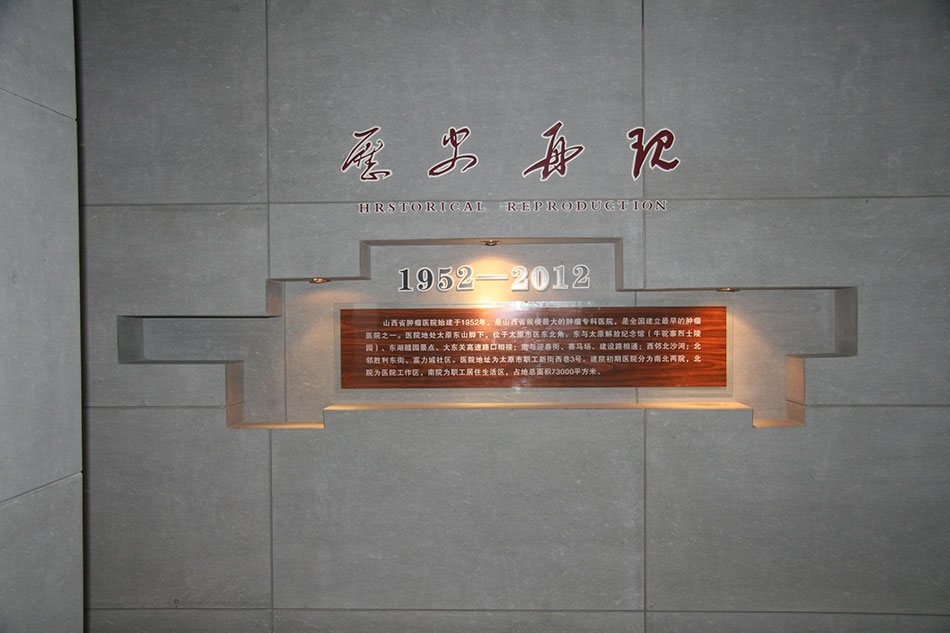 歷史再现
HRSTORICAL REPRODUCTION
1952—2012
山西省肿瘤医院始建于1952年，是山西省规模最大的肿瘤专科医院，是全国建立最早的肿瘤
医院之一。医院地处太原东山脚下，位于太原市区东北角。东与太原解放纪念馆（牛驼寨烈士陵
园）、东湖醋园景点、大东关高速路口相接；南与迎春街、赛马场、建设路相通；西邻北沙河；北
邻胜利东街、富力城社区。医院地址为太原市职工新街西巷3号。建院初期医院分为南北两院，北
院为医院工作区，南院为职工居住生活区，占地总面积73000平方米。